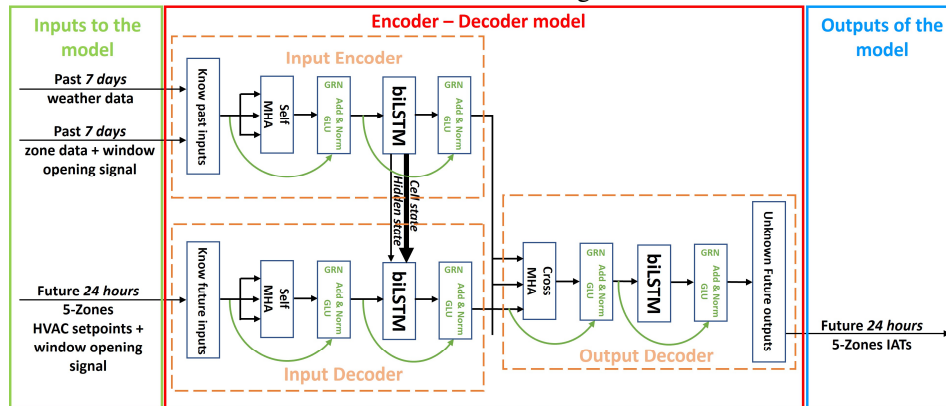 Inputs to the
model
Past 7 days
weather data
Past 7 days
zone data + window
opening signal
Future 24 hours
5-Zones
HVAC setpoints +
window opening
signal
Encoder – Decoder model
Input Encoder
Know past inputs
Self
MHA
GRN
Add & Norm
GLU
biLSTM
GRN
Add & Norm
GLU
Cell state
Hidden state
Know future inputs
Self
MHA
GRN
Add & Norm
GLU
biLSTM
GRN
Add & Norm
GLU
Input Decoder
Cross
MHA
GRN
Add & Norm
GLU
biLSTM
GRN
Add & Norm
GLU
Unknown Future
outputs
Output Decoder
Outputs of the
model
Future 24 hours
5-Zones IATs